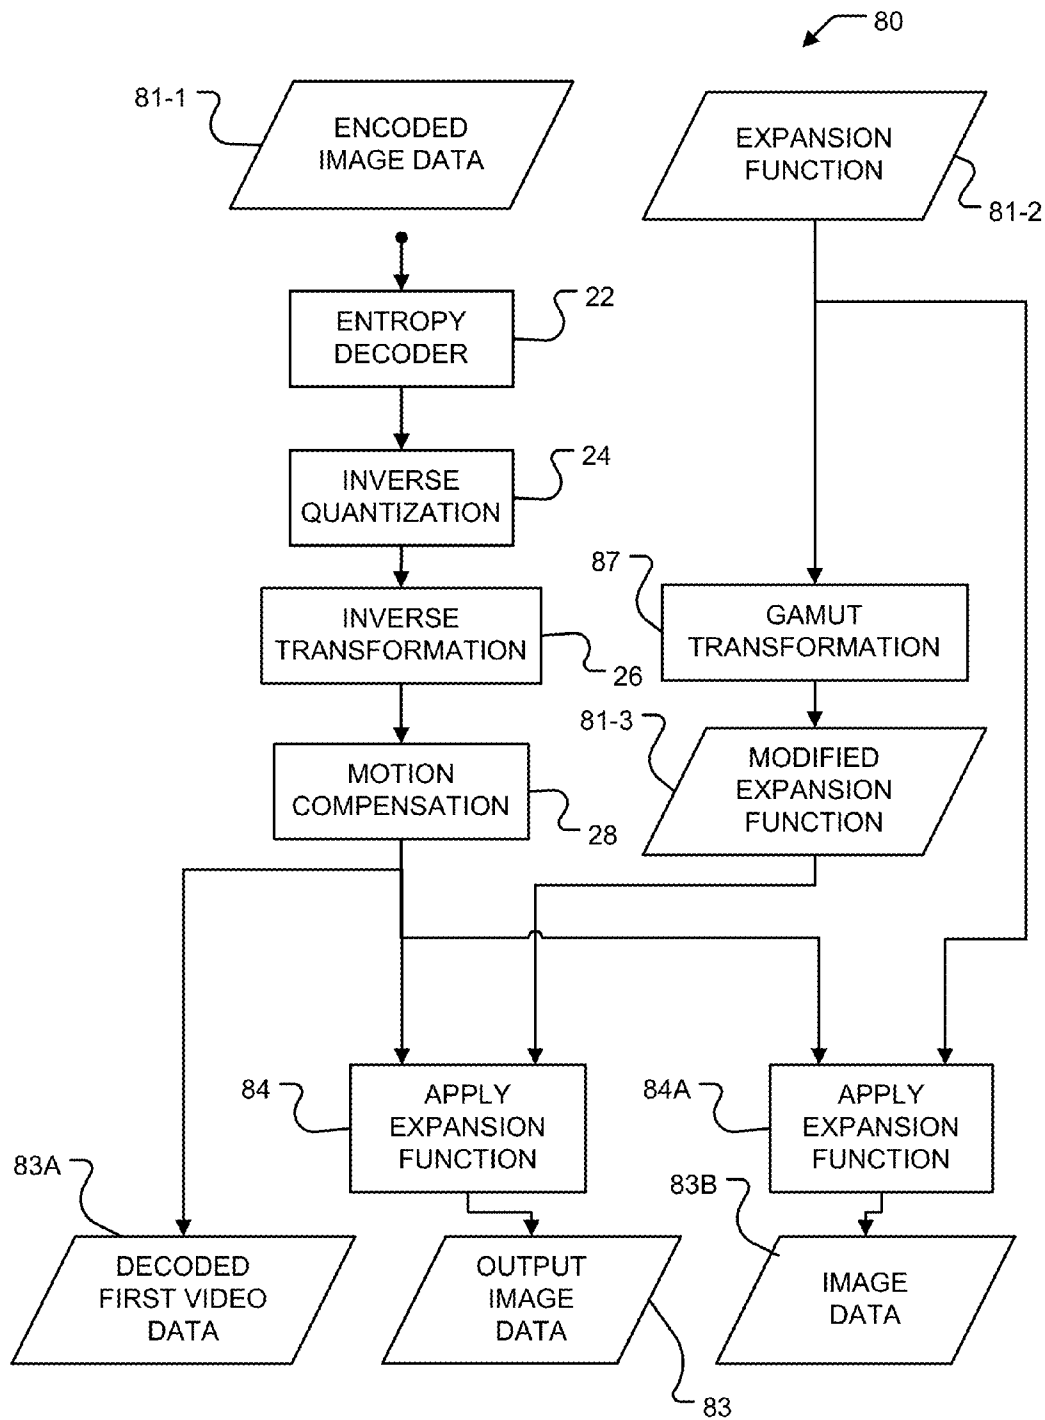 80
81-1
ENCODED
IMAGE DATA
EXPANSION
FUNCTION
81-2
22
ENTROPY
DECODER
24
INVERSE
QUANTIZATION
87
INVERSE
TRANSFORMATION
26
GAMUT
TRANSFORMATION
81-3
MOTION
COMPENSATION
28
MODIFIED
EXPANSION
FUNCTION
84
APPLY
EXPANSION
FUNCTION
84A
APPLY
EXPANSION
FUNCTION
83A
83B
DECODED
FIRST VIDEO
DATA
OUTPUT
IMAGE
DATA
IMAGE
DATA
83